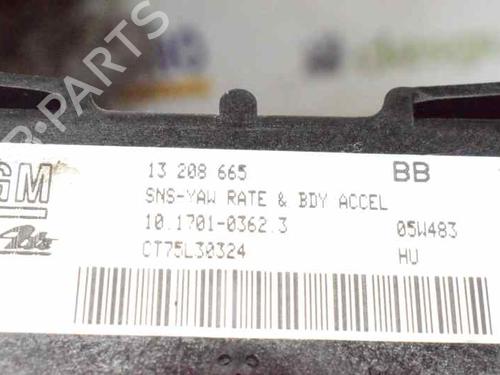 13 208 665 BB
GM
SNS-YAW RATE & BDY ACCEL
10.1701-0362.3 05W483
CT75L30324 HU
R-PARTS